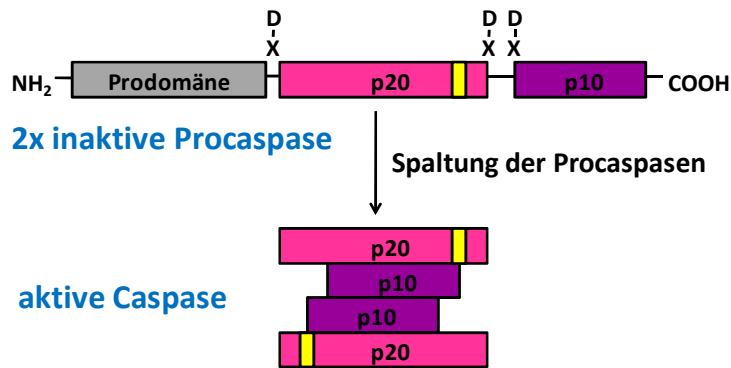 D D D
X X X
NH₂ Prodomäne p20 p10 COOH
2x inaktive Procaspase
Spaltung der Procaspasen
p20
aktive Caspase
p10
p10
p20